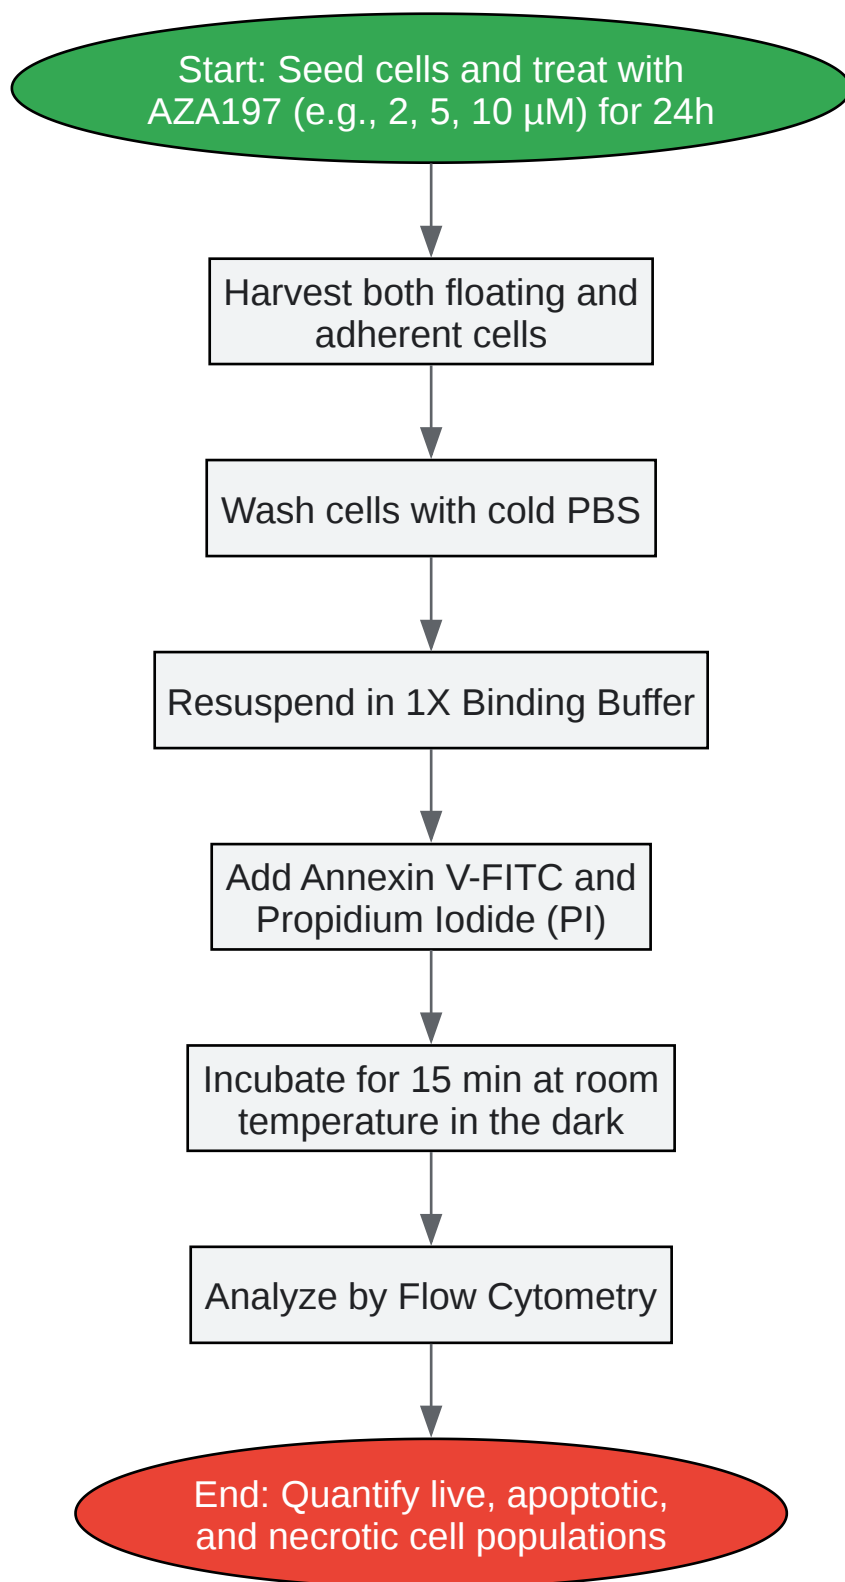 Start: Seed cells and treat with
AZA197 (e.g., 2, 5, 10 µM) for 24h
Harvest both floating and
adherent cells
Wash cells with cold PBS
Resuspend in 1X Binding Buffer
Add Annexin V-FITC and
Propidium Iodide (PI)
Incubate for 15 min at room
temperature in the dark
Analyze by Flow Cytometry
End: Quantify live, apoptotic,
and necrotic cell populations